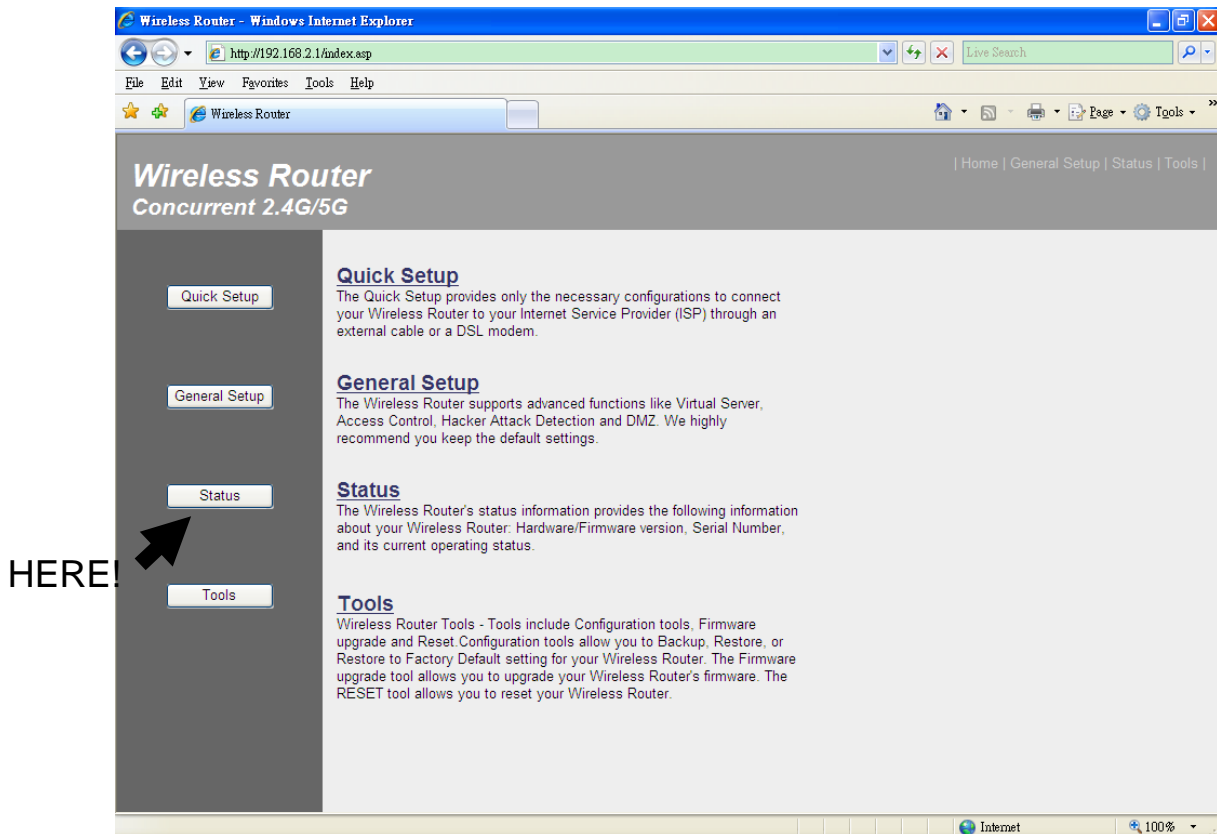 Wireless Router - Windows Internet Explorer
http://192.168.2.1/index.asp
Live Search
File Edit View Favorites Tools Help
Wireless Router
Page Tools »
Wireless Router
Concurrent 2.4G/5G
| Home | General Setup | Status | Tools |
Quick Setup
Quick Setup
The Quick Setup provides only the necessary configurations to connect
your Wireless Router to your Internet Service Provider (ISP) through an
external cable or a DSL modem.
General Setup
General Setup
The Wireless Router supports advanced functions like Virtual Server,
Access Control, Hacker Attack Detection and DMZ. We highly
recommend you keep the default settings.
Status
Status
The Wireless Router's status information provides the following information
about your Wireless Router: Hardware/Firmware version, Serial Number,
and its current operating status.
HERE!
Tools
Tools
Wireless Router Tools - Tools include Configuration tools, Firmware
upgrade and Reset.Configuration tools allow you to Backup, Restore, or
Restore to Factory Default setting for your Wireless Router. The Firmware
upgrade tool allows you to upgrade your Wireless Router's firmware. The
RESET tool allows you to reset your Wireless Router.
Internet
100%